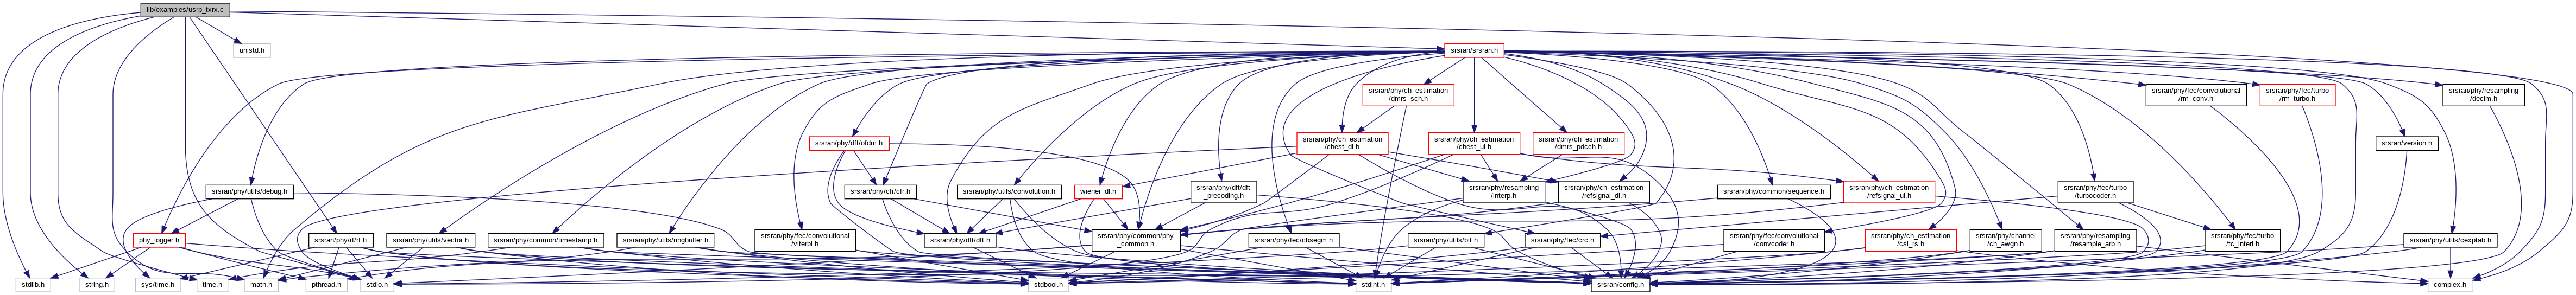 lib/examples/usrp_txrx.c
unistd.h
srsran/srsran.h
srsran/phy/ch_estimation
/dmrs_sch.h
srsran/phy/fec/convolutional
/rm_conv.h
srsran/phy/fec/turbo
/rm_turbo.h
srsran/phy/resampling
/decim.h
srsran/phy/dft/ofdm.h
srsran/phy/ch_estimation
/chest_dl.h
srsran/phy/ch_estimation
/chest_ul.h
srsran/phy/ch_estimation
/dmrs_pdcch.h
srsran/version.h
srsran/phy/utils/debug.h
srsran/phy/cfr/cfr.h
srsran/phy/utils/convolution.h
wiener_dl.h
srsran/phy/dft/dft
_precoding.h
srsran/phy/resampling
/interp.h
srsran/phy/ch_estimation
/refsignal_dl.h
srsran/phy/common/sequence.h
srsran/phy/ch_estimation
/refsignal_ul.h
srsran/phy/fec/turbo
/turbocoder.h
phy_logger.h
srsran/phy/rf/rf.h
srsran/phy/utils/vector.h
srsran/phy/common/timestamp.h
srsran/phy/utils/ringbuffer.h
srsran/phy/fec/convolutional
/viterbi.h
srsran/phy/dft/dft.h
srsran/phy/common/phy
_common.h
srsran/phy/fec/cbsegm.h
srsran/phy/utils/bit.h
srsran/phy/fec/crc.h
srsran/phy/fec/convolutional
/convcoder.h
srsran/phy/ch_estimation
/csi_rs.h
srsran/phy/channel
/ch_awgn.h
srsran/phy/resampling
/resample_arb.h
srsran/phy/fec/turbo
/tc_interl.h
srsran/phy/utils/cexptab.h
stdlib.h
string.h
sys/time.h
time.h
math.h
pthread.h
stdio.h
stdbool.h
stdint.h
srsran/config.h
complex.h